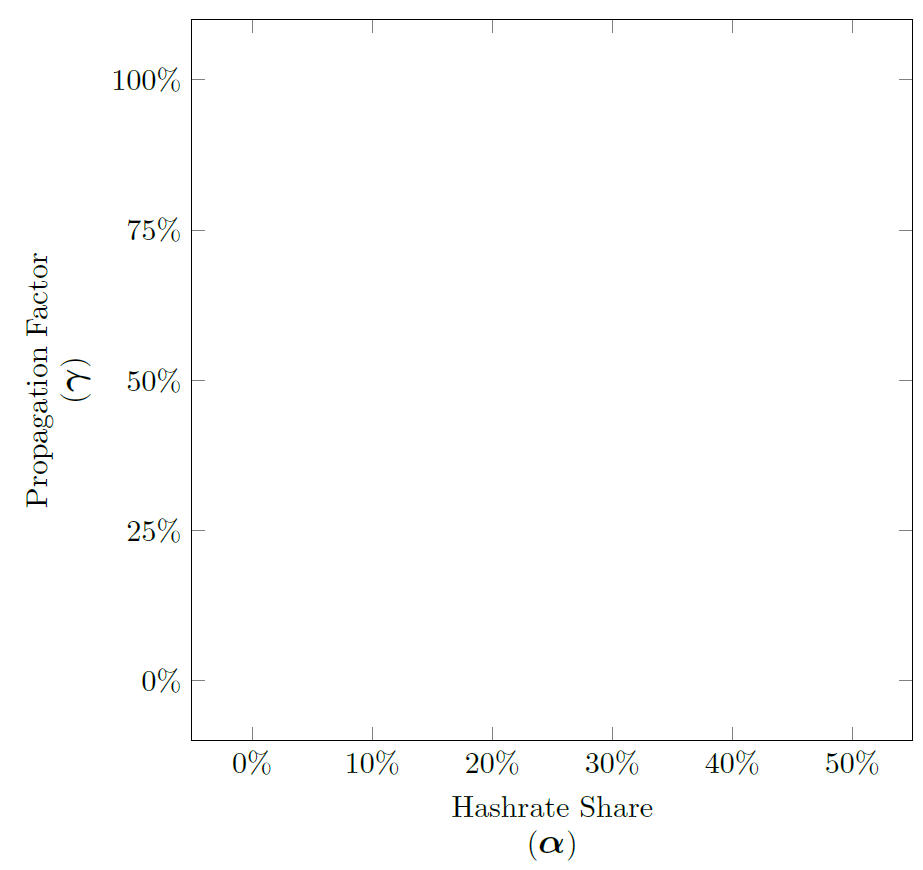 100%
75%
50%
25%
0%
Propagation Factor
(γ)
0% 10% 20% 30% 40% 50%
Hashrate Share
(α)